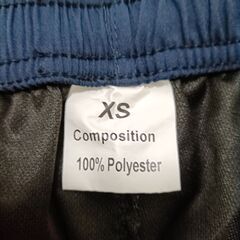 XS
Composition
100% Polyester